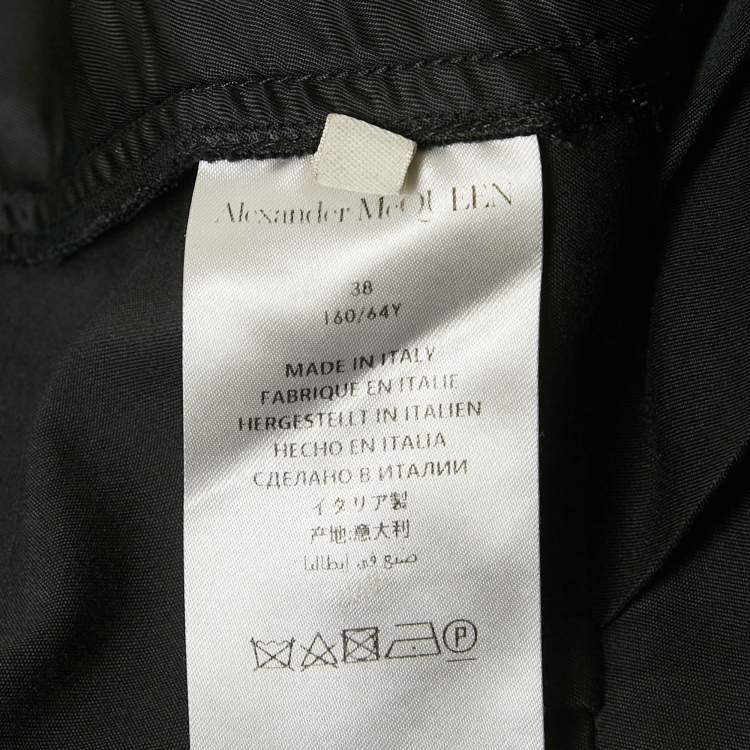 Alexander McQUEEN
38
160/64Y
MADE IN ITALY
FABRIQUE EN ITALIE
HERGESTELLT IN ITALIEN
HECHO EN ITALIA
СДЕЛАНО В ИТАЛИИ
イタリア製
产地:意大利
صنع في إيطاليا
P